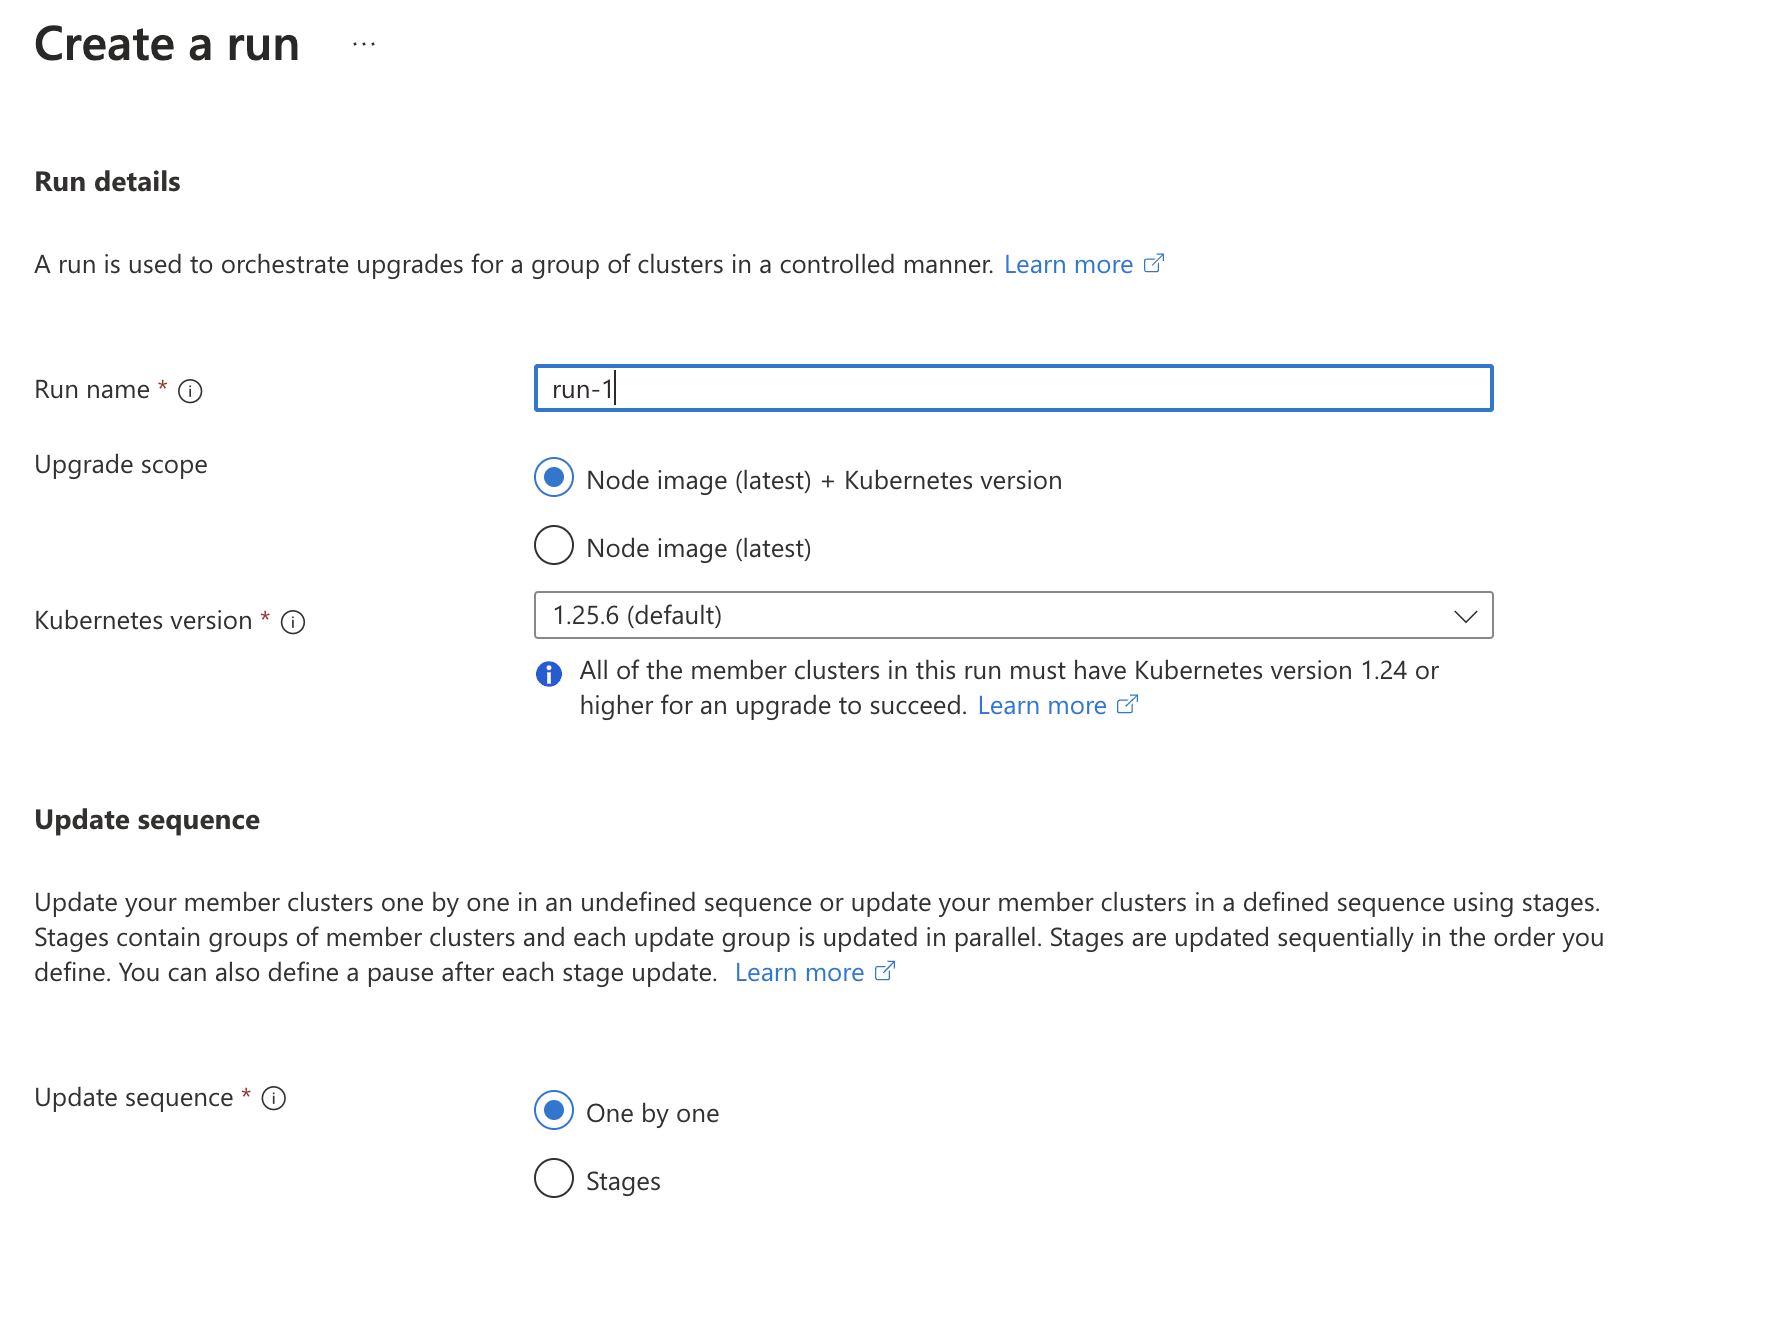 Create a run ...
Run details
A run is used to orchestrate upgrades for a group of clusters in a controlled manner. Learn more
Run name *
run-1
Upgrade scope
Node image (latest) + Kubernetes version
Node image (latest)
Kubernetes version *
1.25.6 (default)
All of the member clusters in this run must have Kubernetes version 1.24 or
higher for an upgrade to succeed. Learn more
Update sequence
Update your member clusters one by one in an undefined sequence or update your member clusters in a defined sequence using stages.
Stages contain groups of member clusters and each update group is updated in parallel. Stages are updated sequentially in the order you
define. You can also define a pause after each stage update. Learn more
Update sequence *
One by one
Stages